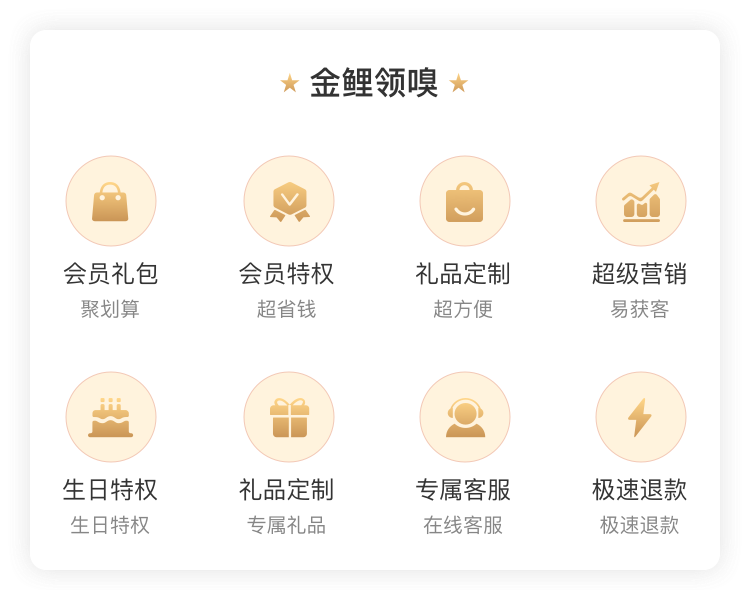 金鲤领嗅
会员礼包
会员特权
礼品定制
超级营销
聚划算
超省钱
超方便
易获客
生日特权
礼品定制
专属客服
极速退款
生日特权
专属礼品
在线客服
极速退款